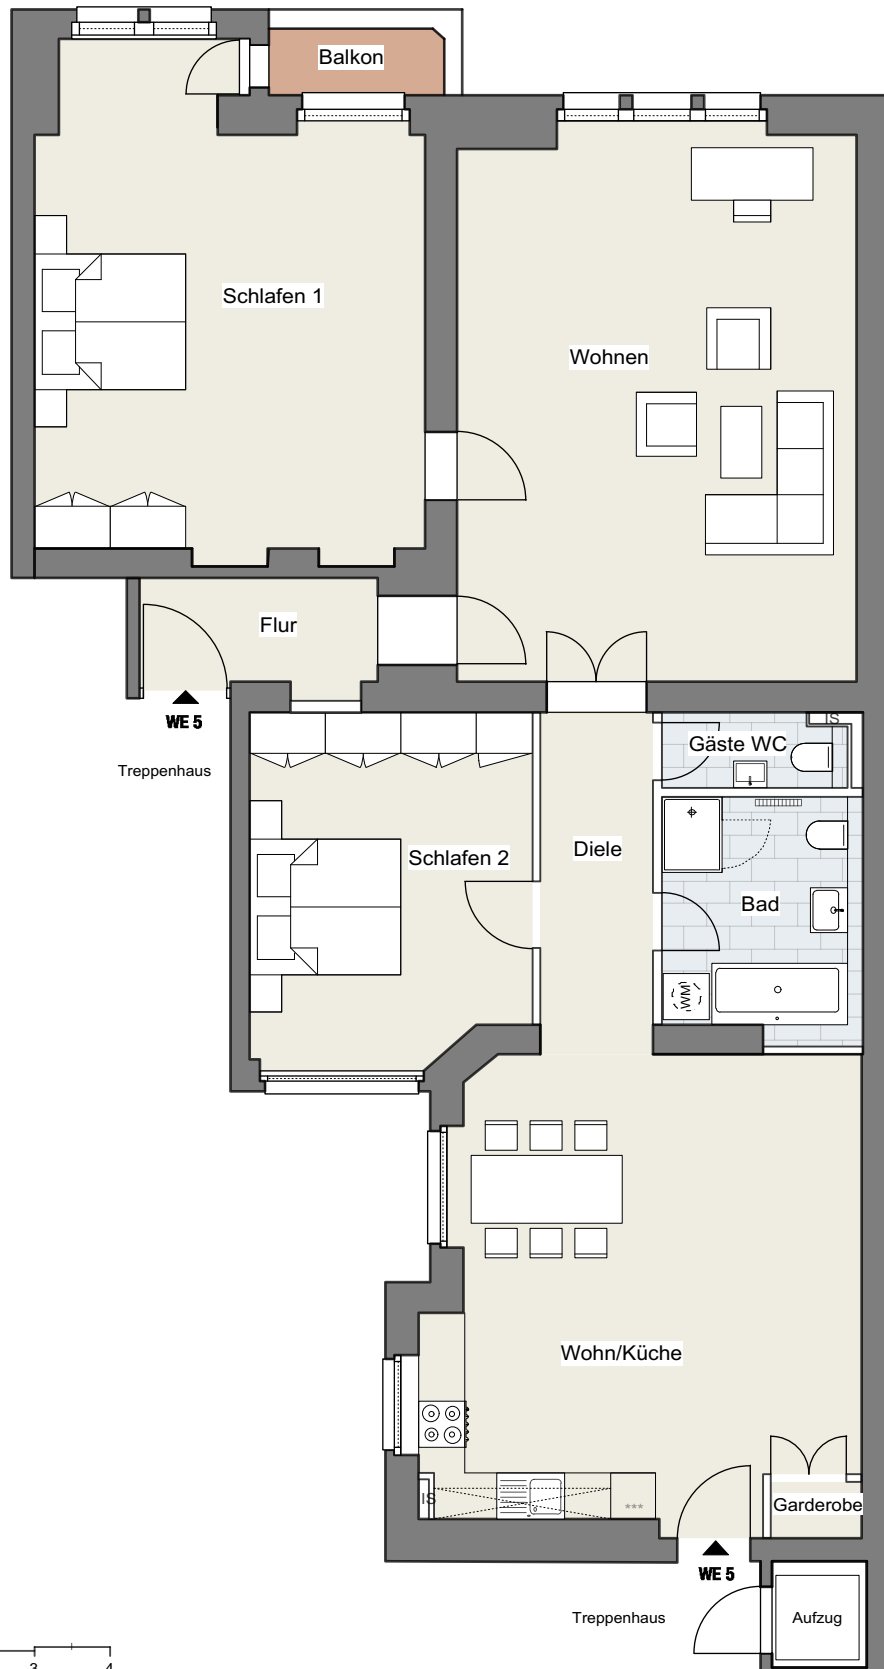 Balkon
Schlafen 1
Wohnen
Flur
WE 5
Treppenhaus
IS
Gäste WC
Schlafen 2
Diele
Bad
WM
Wohn/Küche
IS
***
Garderobe
WE 5
Treppenhaus
Aufzug
3 4